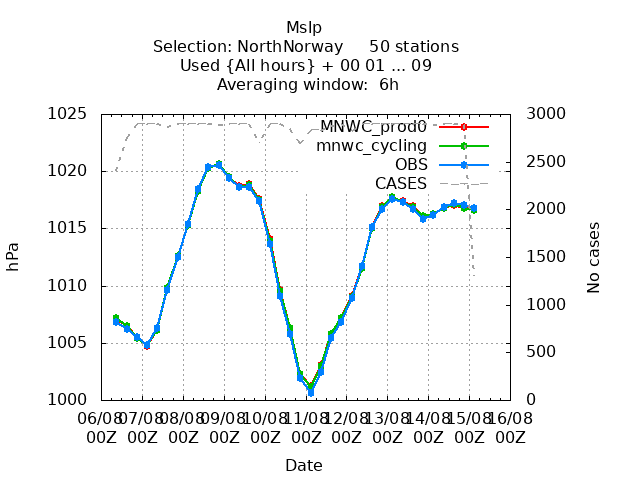 Mslp
Selection: NorthNorway 50 stations
Used {All hours} + 00 01 ... 09
Averaging window: 6h
1025 3000
MNWC_prod0
mnwc_cycling
OBS
CASES
1020 2500
1015 2000
1010 1500
1005 1000
500
1000 0
hPa
No cases
06/08 07/08 08/08 09/08 10/08 11/08 12/08 13/08 14/08 15/08 16/08
00Z 00Z 00Z 00Z 00Z 00Z 00Z 00Z 00Z 00Z 00Z
Date